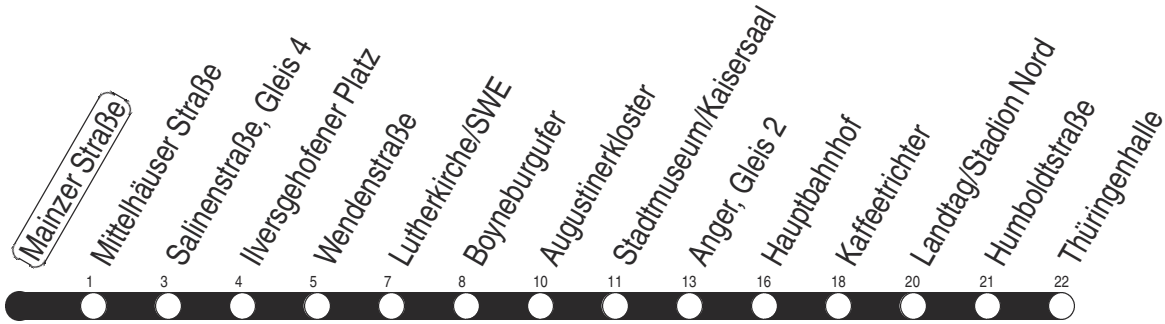 Mainzer Straße
Mittelhäuser Straße
Salinenstraße, Gleis 4
Ilversgehofener Platz
Wendenstraße
Lutherkirche/SWE
Boyneburgufer
Augustinerkloster
Stadtmuseum/Kaisersaal
Anger, Gleis 2
Hauptbahnhof
Kaffeetrichter
Landtag/Stadion Nord
Humboldtstraße
Thüringenhalle
1 3 4 5 7 8 10 11 13 16 18 20 21 22